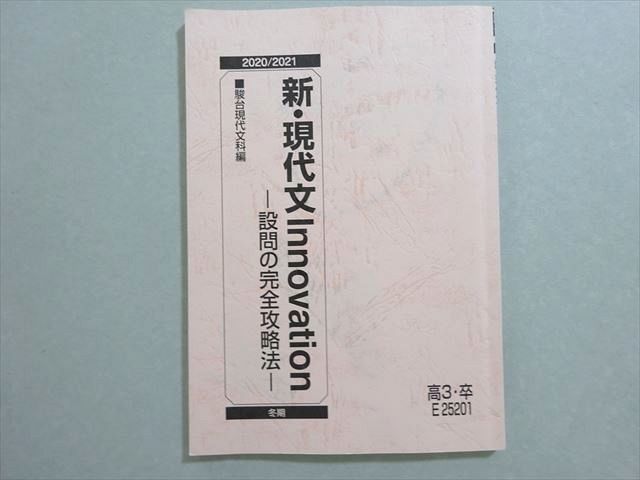 2020/2021
新・現代文Innovation
―設問の完全攻略法―
■駿台現代文科編
冬期
高3・卒
E25201